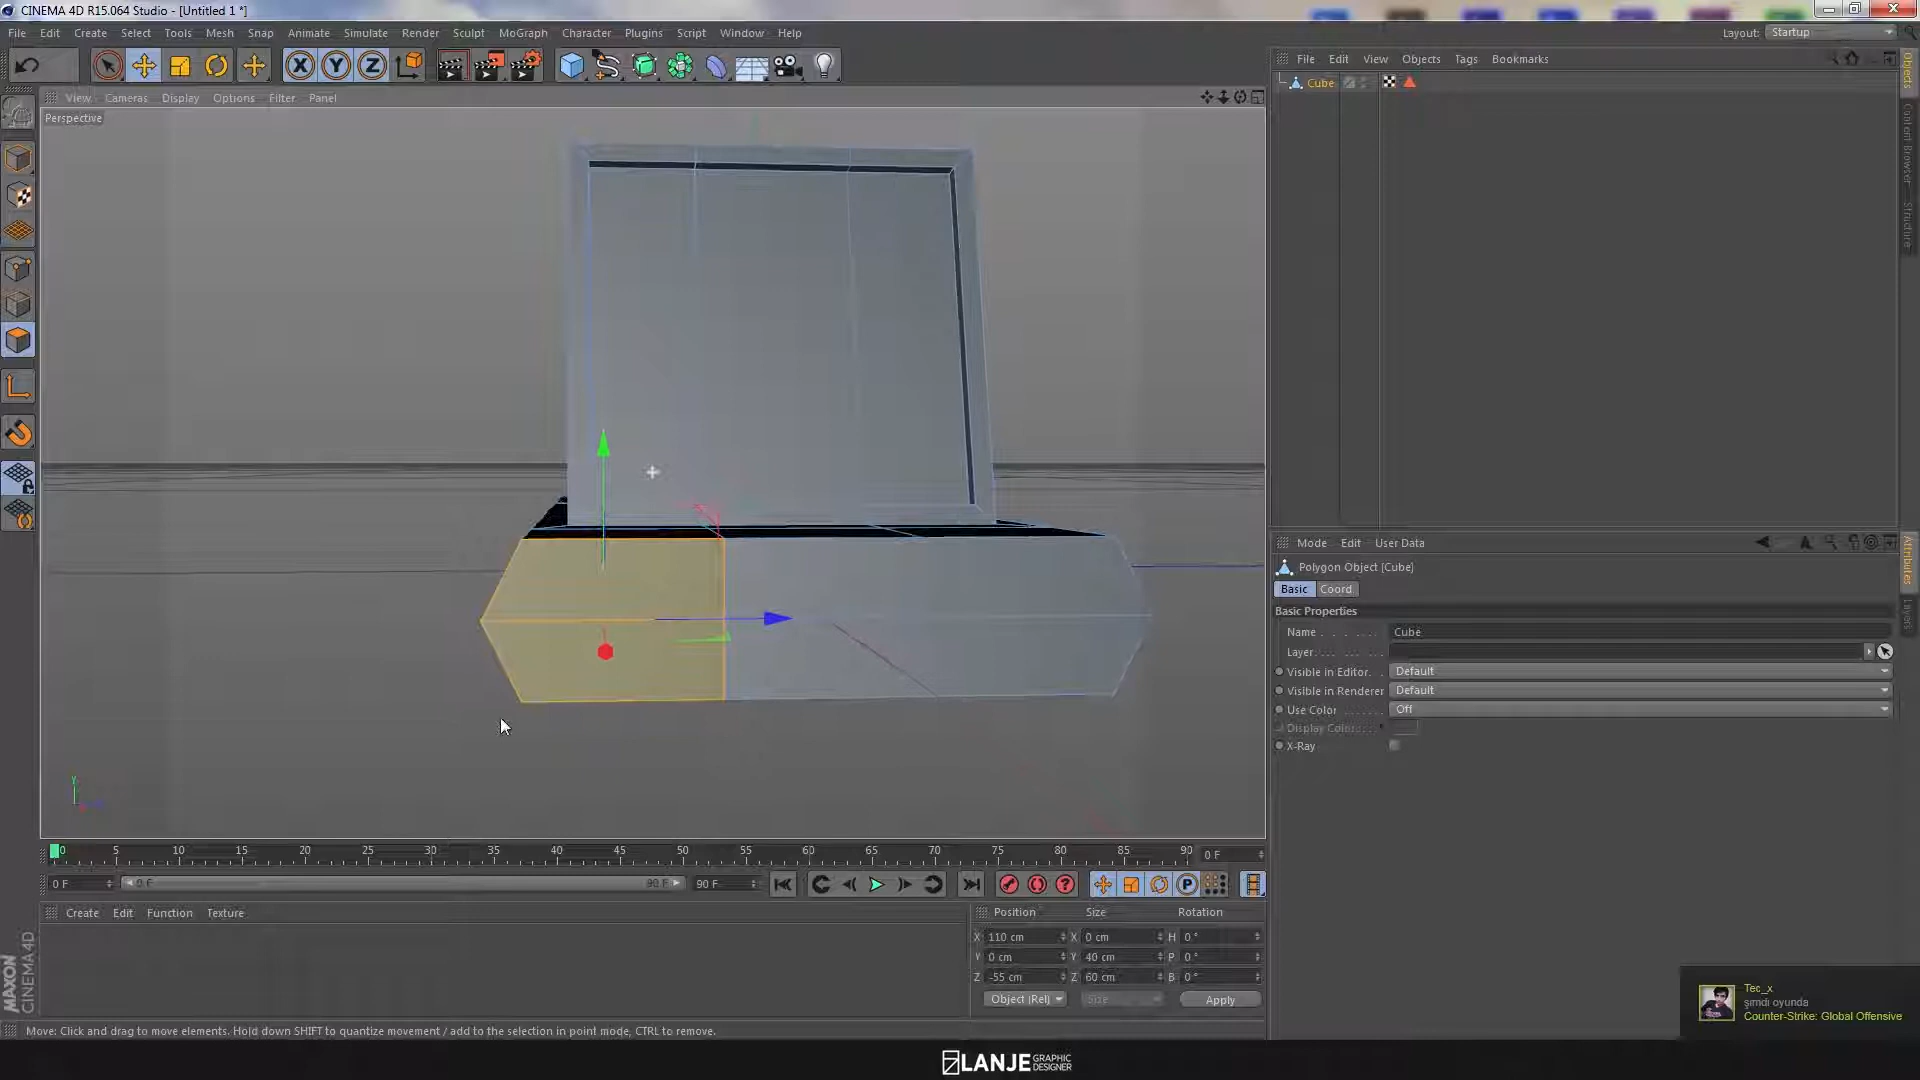 CINEMA 4D R15.064 Studio - [Untitled 1 *]
File Edit Create Select Tools Mesh Snap Animate Simulate Render Sculpt MoGraph Character Plugins Script Window Help
Layout: Startup
View Cameras Display Options Filter Panel
Perspective
File Edit View Objects Tags Bookmarks
Cube
Objects
Content Browser
Structure
Mode Edit User Data
Polygon Object [Cube]
Basic Coord
Basic Properties
Name Cube
Layer
Visible in Editor Default
Visible in Renderer Default
Use Color Off
Display Color
X-Ray
Attributes
Layers
0 5 10 15 20 25 30 35 40 45 50 55 60 65 70 75 80 85 90 0 F
0 F 0 F 90 F 90 F
Create Edit Function Texture
Position Size Rotation
X 110 cm X 0 cm H 0 °
Y 0 cm Y 40 cm P 0 °
Z -55 cm Z 60 cm B 0 °
Object (Rel) Size Apply
MAXON
CINEMA 4D
Move: Click and drag to move elements. Hold down SHIFT to quantize movement / add to the selection in point mode, CTRL to remove.
Tec_x
şimdi oyunda
Counter-Strike: Global Offensive
LANJE GRAPHIC DESIGNER